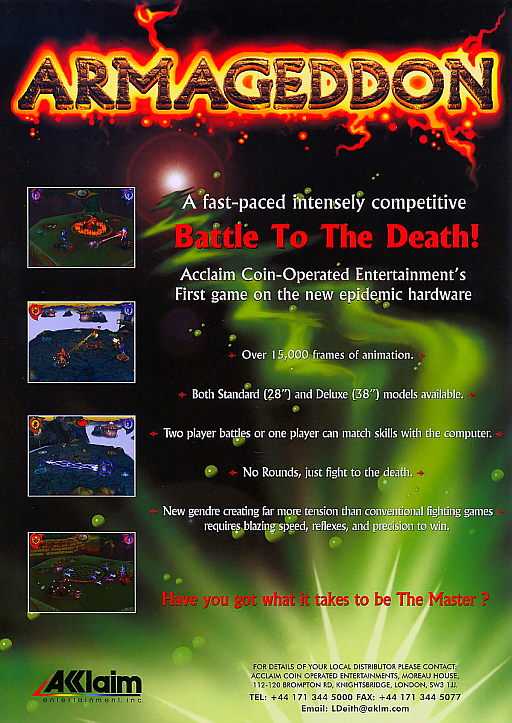 ARMAGEDDON
A fast-paced intensely competitive
Battle To The Death!
Acclaim Coin-Operated Entertainment's
First game on the new epidemic hardware
Over 15,000 frames of animation.
Both Standard (28") and Deluxe (38") models available.
Two player battles or one player can match skills with the computer.
No Rounds, just fight to the death.
New gendre creating far more tension than conventional fighting games
requires blazing speed, reflexes, and precision to win.
Have you got what it takes to be The Master ?
AKKlaim
entertainment, inc.
FOR DETAILS OF YOUR LOCAL DISTRIBUTOR PLEASE CONTACT:
ACCLAIM COIN OPERATED ENTERTAINMENTS, MOREAU HOUSE,
112-120 BROMPTON RD, KNIGHTSBRIDGE, LONDON, SW3 1JJ.
TEL: +44 171 344 5000 FAX: +44 171 344 5077
Email: LDeith@aklm.com